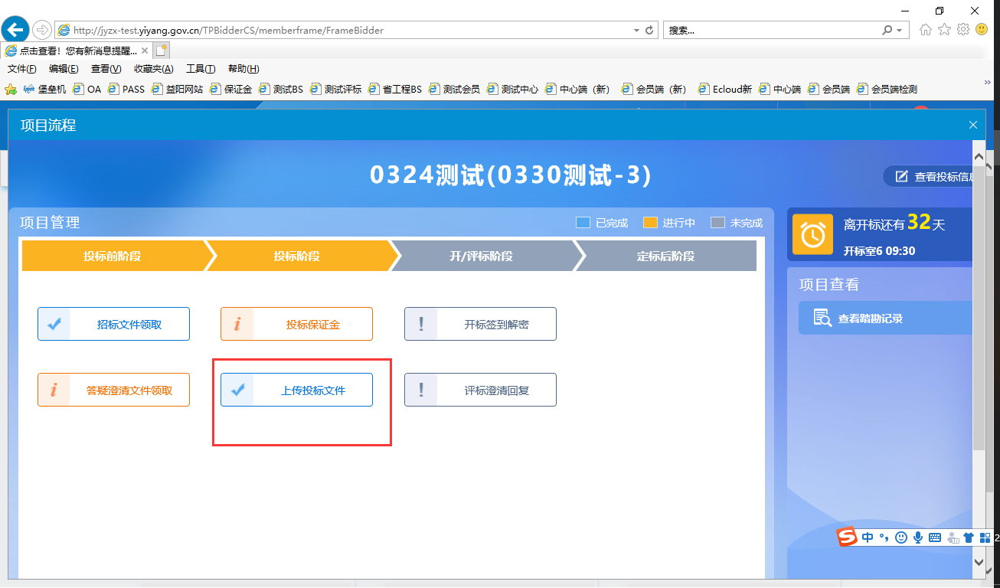 http://jyzx-test.yiyang.gov.cn/TPBidderCS/memberframe/FrameBidder
搜索...
点击查看！您有新消息提醒...
文件(F) 编辑(E) 查看(V) 收藏夹(A) 工具(T) 帮助(H)
堡垒机 OA PASS 益阳网站 保证金 测试BS 测试评标 省工程BS 测试会员 测试中心 中心端（新） 会员端（新） Ecloud新 中心端 会员端 会员端检测
项目流程
0324测试(0330测试-3)
查看投标信息
项目管理
已完成 进行中 未完成
离开标还有32天
开标室6 09:30
投标前阶段 投标阶段 开/评标阶段 定标后阶段
项目查看
招标文件领取 投标保证金 开标签到解密
查看踏勘记录
答疑澄清文件领取 上传投标文件 评标澄清回复
中
2